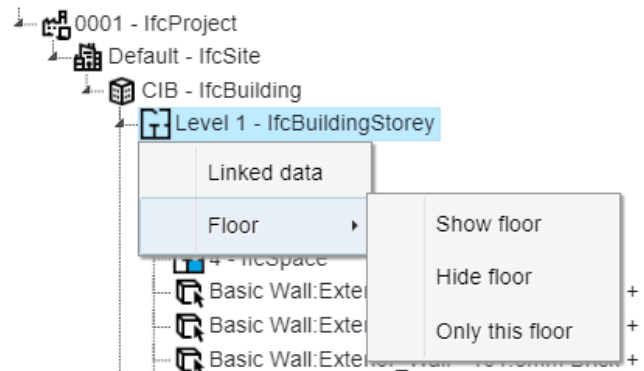 0001 - IfcProject
Default - IfcSite
CIB - IfcBuilding
Level 1 - IfcBuildingStorey
Linked data
Floor
Show floor
Hide floor
Only this floor
4 - IfcSpace
Basic Wall:Exter +
Basic Wall:Exter +
Basic Wall:Exterior_Wall +